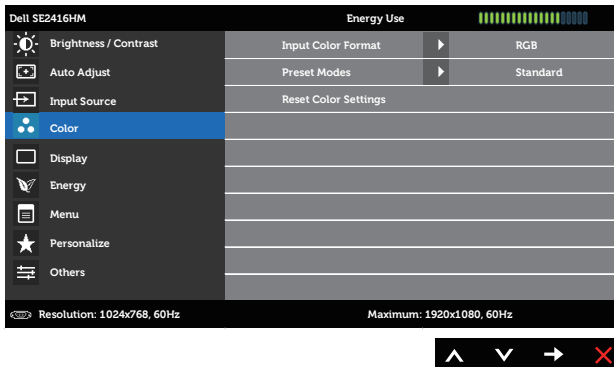 Dell SE2416HM Energy Use
Brightness / Contrast Input Color Format RGB
Auto Adjust Preset Modes Standard
Input Source Reset Color Settings
Color
Display
Energy
Menu
Personalize
Others
Resolution: 1024x768, 60Hz Maximum: 1920x1080, 60Hz